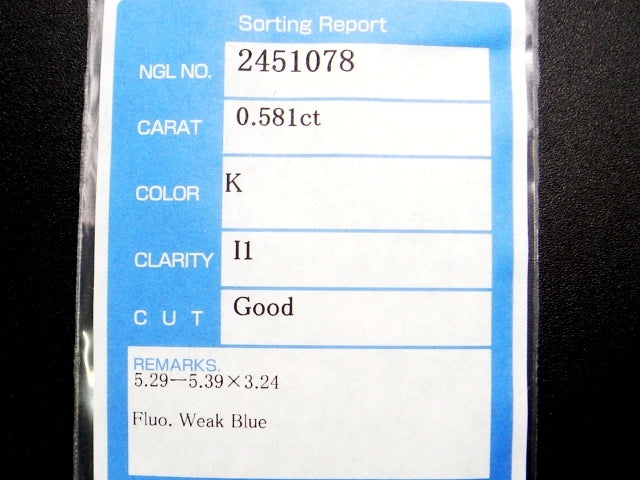 Sorting Report
NGL NO. 2451078
CARAT 0.581ct
COLOR K
CLARITY I1
CUT Good
REMARKS.
5.29－5.39×3.24
Fluo. Weak Blue